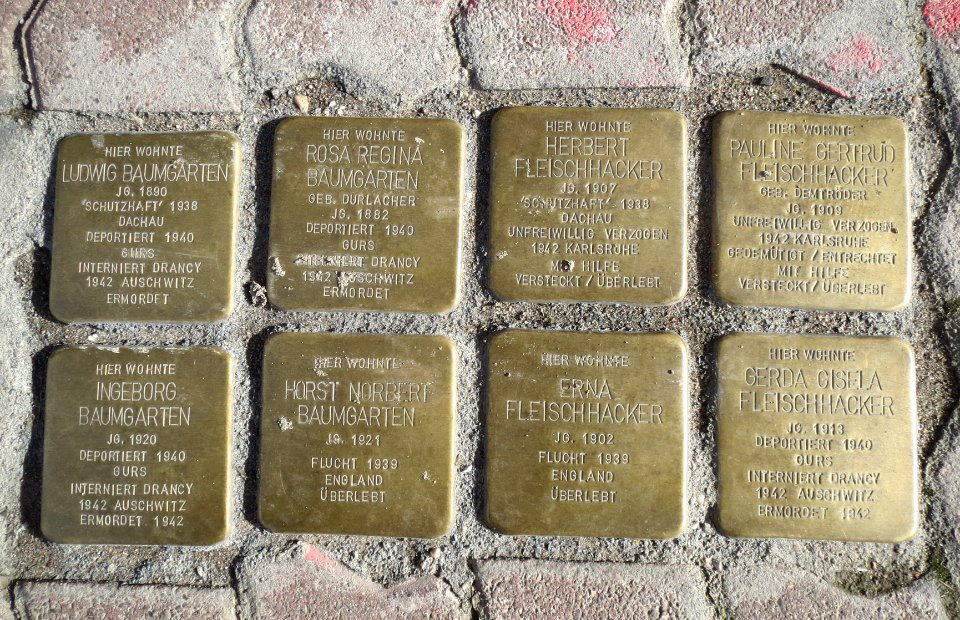 HIER WOHNTE
LUDWIG BAUMGARTEN
JG. 1890
'SCHUTZHAFT' 1938
DACHAU
DEPORTIERT 1940
GURS
INTERNIERT DRANCY
1942 AUSCHWITZ
ERMORDET
HIER WOHNTE
ROSA REGINA
BAUMGARTEN
GEB. DURLACHER
JG. 1882
DEPORTIERT 1940
GURS
INTERNIERT DRANCY
1942 AUSCHWITZ
ERMORDET
HIER WOHNTE
HERBERT
FLEISCHHACKER
JG. 1907
'SCHUTZHAFT' 1938
DACHAU
UNFREIWILLIG VERZOGEN
1942 KARLSRUHE
MIT HILFE
VERSTECKT/ÜBERLEBT
HIER WOHNTE
PAULINE GERTRUD
FLEISCHHACKER
GEB. DEMTRÖDER
JG. 1909
UNFREIWILLIG VERZOGEN
1942 KARLSRUHE
GEDEMÜTIGT/ENTRECHTET
MIT HILFE
VERSTECKT/ÜBERLEBT
HIER WOHNTE
INGEBORG
BAUMGARTEN
JG. 1920
DEPORTIERT 1940
GURS
INTERNIERT DRANCY
1942 AUSCHWITZ
ERMORDET 1942
HIER WOHNTE
HORST NORBERT
BAUMGARTEN
JG. 1921
FLUCHT 1939
ENGLAND
ÜBERLEBT
HIER WOHNTE
ERNA
FLEISCHHACKER
JG. 1902
FLUCHT 1939
ENGLAND
ÜBERLEBT
HIER WOHNTE
GERDA GISELA
FLEISCHHACKER
JG. 1913
DEPORTIERT 1940
GURS
INTERNIERT DRANCY
1942 AUSCHWITZ
ERMORDET 1942